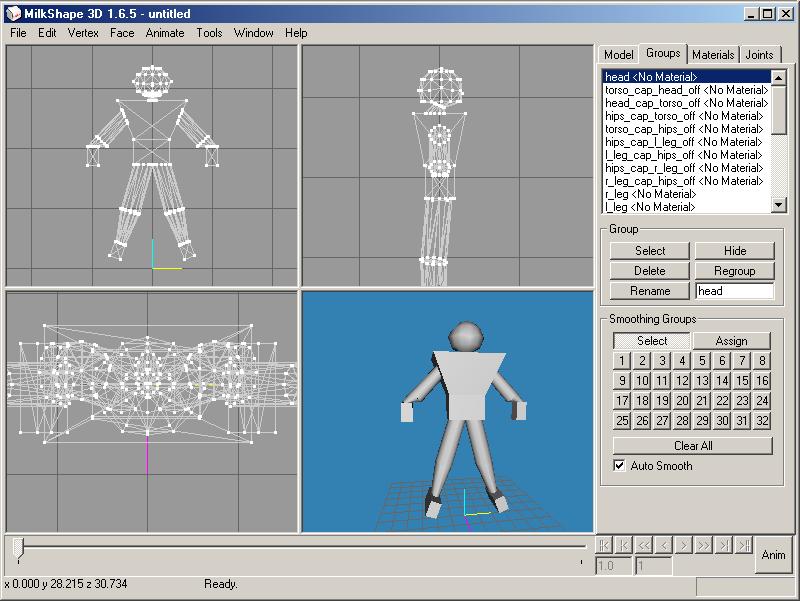 MilkShape 3D 1.6.5 - untitled
File Edit Vertex Face Animate Tools Window Help
Model Groups Materials Joints
head <No Material>
torso_cap_head_off <No Material>
head_cap_torso_off <No Material>
hips_cap_torso_off <No Material>
torso_cap_hips_off <No Material>
hips_cap_l_leg_off <No Material>
l_leg_cap_hips_off <No Material>
hips_cap_r_leg_off <No Material>
r_leg_cap_hips_off <No Material>
r_leg <No Material>
l_leg <No Material>
Group
Select Hide
Delete Regroup
Rename head
Smoothing Groups
Select Assign
1 2 3 4 5 6 7 8
9 10 11 12 13 14 15 16
17 18 19 20 21 22 23 24
25 26 27 28 29 30 31 32
Clear All
Auto Smooth
|< |< << < > >> >| >||
1.0 1 Anim
x 0.000 y 28.215 z 30.734 Ready.